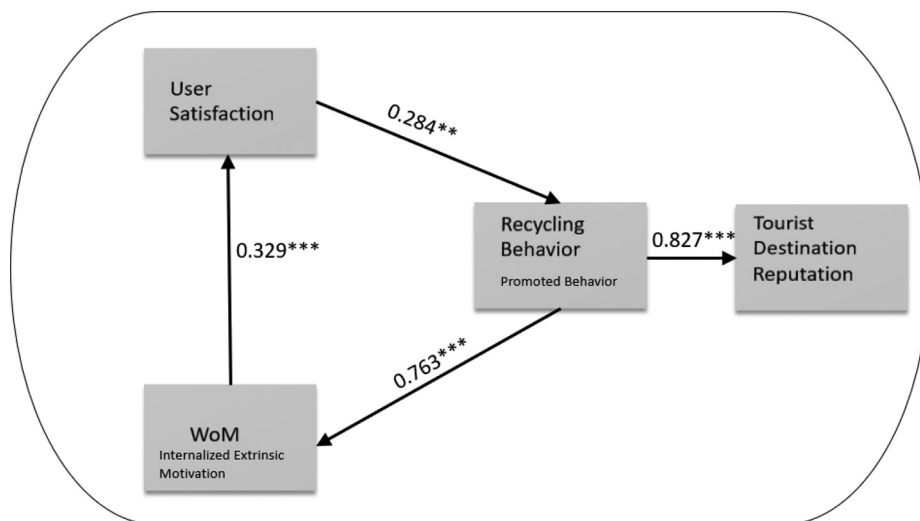 User
Satisfaction
0.284**
0.329***
Recycling
Behavior
Promoted Behavior
0.827***
Tourist
Destination
Reputation
0.763***
WoM
Internalized Extrinsic
Motivation